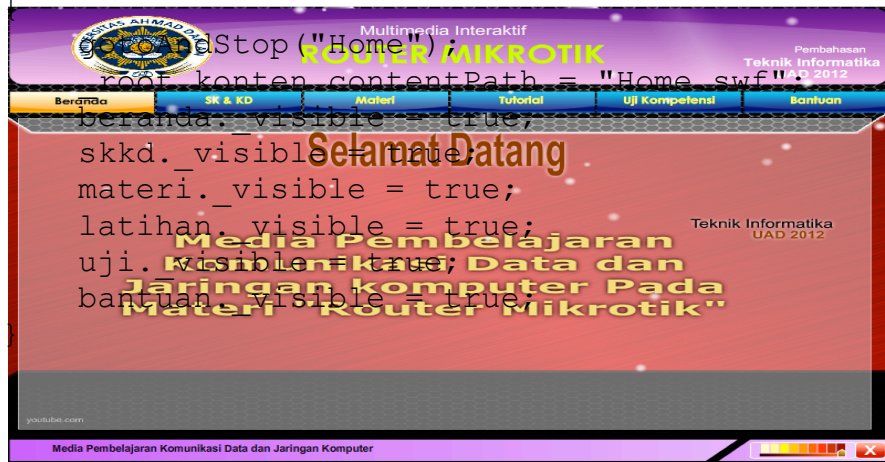 {
gotoAndStop("Home");
_root.konten.contentPath = "Home.swf";
beranda._visible = true;
skkd._visible = true;
materi._visible = true;
latihan._visible = true;
uji._visible = true;
bantuan._visible = true;
}
UNIVERSITAS AHMAD
Multimedia Interaktif
ROUTER MIKROTIK
Pembahasan
Teknik Informatika
UAD 2012
Beranda SK & KD Materi Tutorial Uji Kompetensi Bantuan
Selamat Datang
Teknik Informatika
UAD 2012
Media Pembelajaran
Komunikasi Data dan
Jaringan komputer Pada
Materi "Router Mikrotik"
youtube.com
Media Pembelajaran Komunikasi Data dan Jaringan Komputer
X